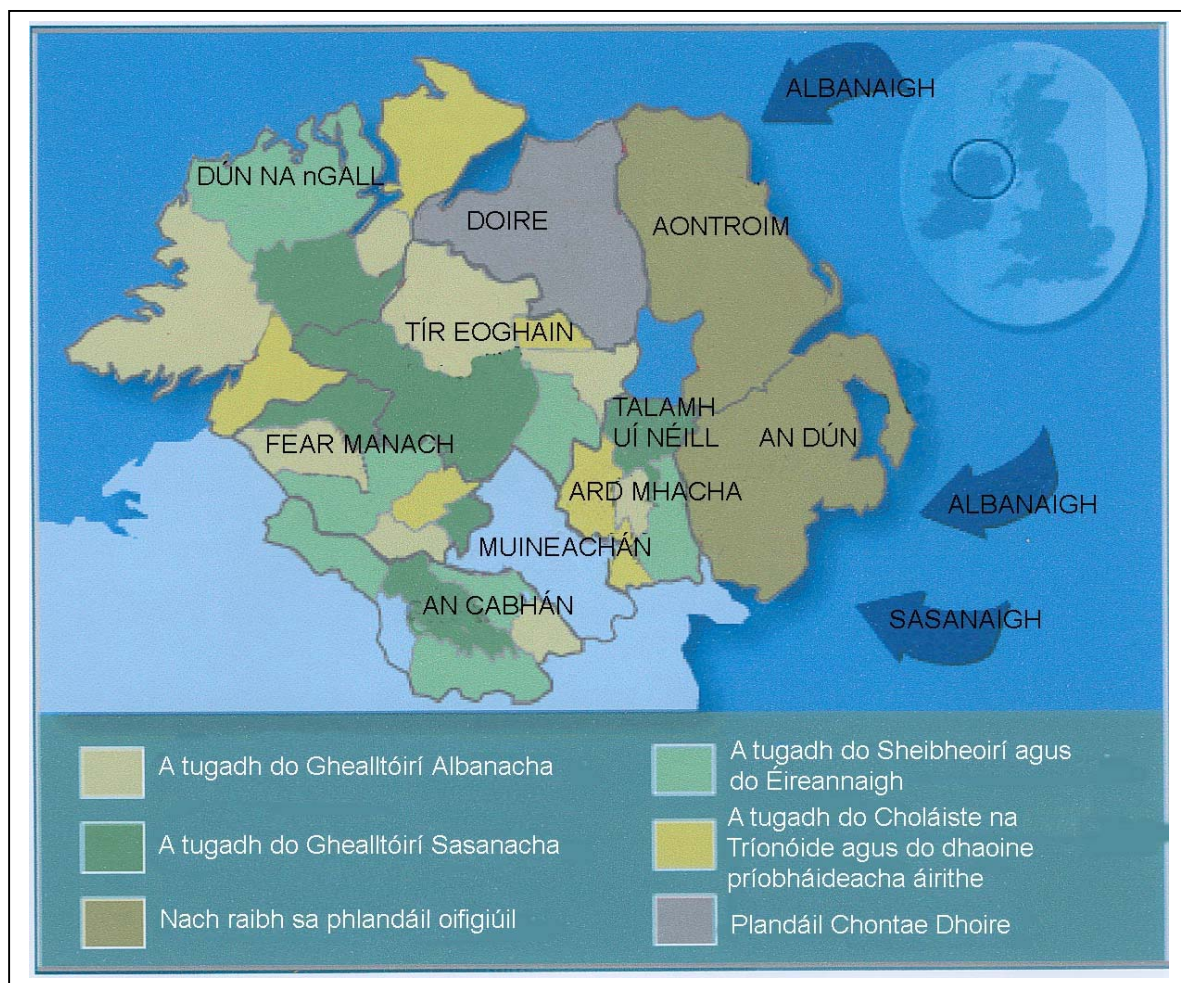 ALBANAIGH
DÚN NA nGALL
DOIRE
AONTROIM
TÍR EOGHAIN
TALAMH
UÍ NÉILL
FEAR MANACH
AN DÚN
ARD MHACHA
ALBANAIGH
MUINEACHÁN
AN CABHÁN
SASANAIGH
A tugadh do Ghealltóirí Albanacha
A tugadh do Ghealltóirí Sasanacha
Nach raibh sa phlandáil oifigiúil
A tugadh do Sheibheoirí agus
do Éireannaigh
A tugadh do Choláiste na
Tríonóide agus do dhaoine
príobháideacha áirithe
Plandáil Chontae Dhoire